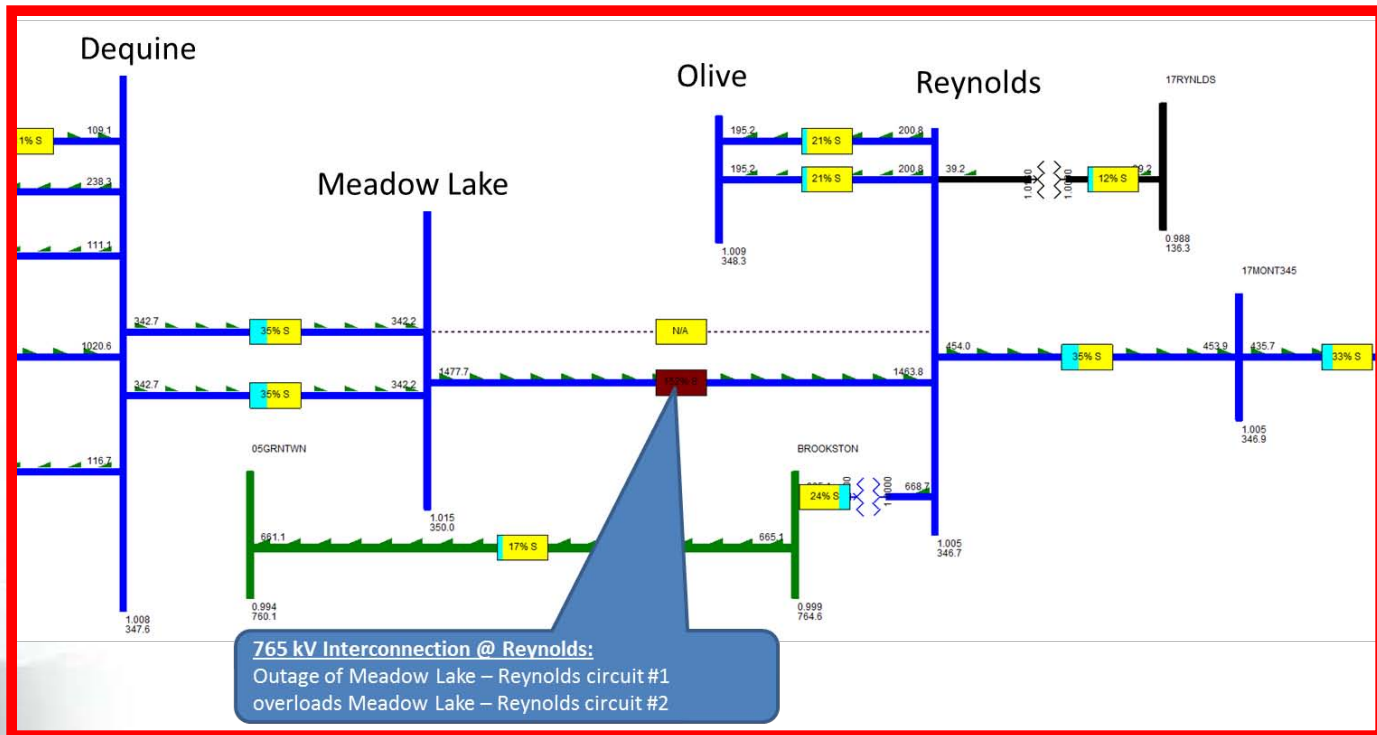 Dequine
Olive
Reynolds
17RYNLDS
109.1
1% S
195.2
21% S
200.8
238.3
Meadow Lake
195.2
21% S
200.8
39.2
1.0000
12% S
111.1
1.009
348.3
0.988
136.3
17MONT345
342.7
35% S
342.2
N/A
1020.6
454.0
35% S
453.9
435.7
33% S
342.7
35% S
342.2
1477.7
1463.8
1.005
346.9
116.7
05GRNTWN
BROOKSTON
24% S
668.7
1.015
350.0
661.1
17% S
665.1
1.005
346.7
1.008
347.6
0.994
760.1
0.999
764.6
765 kV Interconnection @ Reynolds:
Outage of Meadow Lake – Reynolds circuit #1
overloads Meadow Lake – Reynolds circuit #2